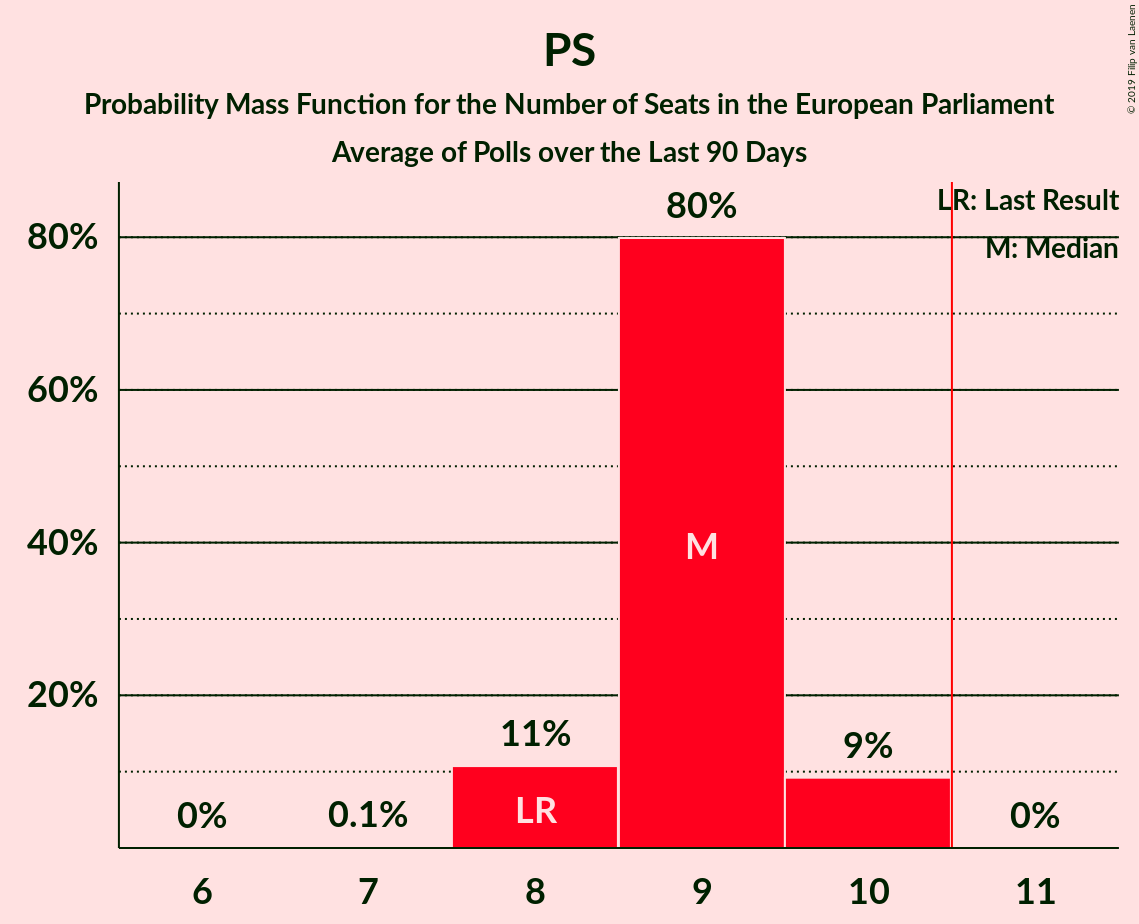 PS
Probability Mass Function for the Number of Seats in the European Parliament
Average of Polls over the Last 90 Days
© 2019 Filip van Laenen
LR: Last Result
M: Median
80%
60%
40%
20%
0%
0.1%
11%
80%
9%
0%
LR
M
6 7 8 9 10 11